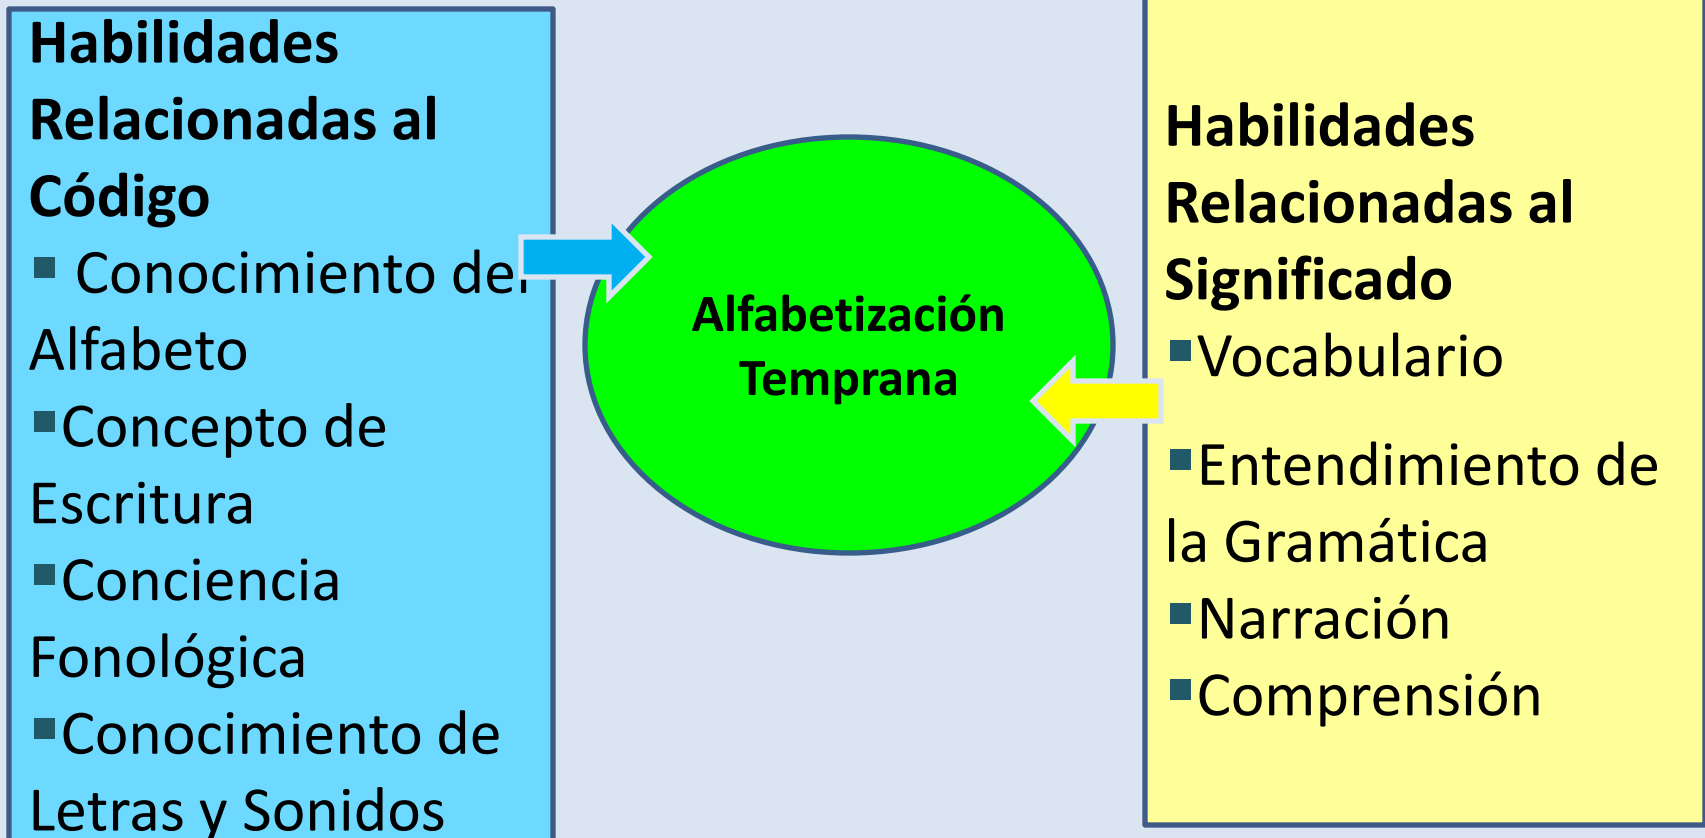 Habilidades
Relacionadas al
Código
▪ Conocimiento del
Alfabeto
▪Concepto de
Escritura
▪Conciencia
Fonológica
▪Conocimiento de
Letras y Sonidos
Alfabetización
Temprana
Habilidades
Relacionadas al
Significado
▪Vocabulario
▪Entendimiento de
la Gramática
▪Narración
▪Comprensión